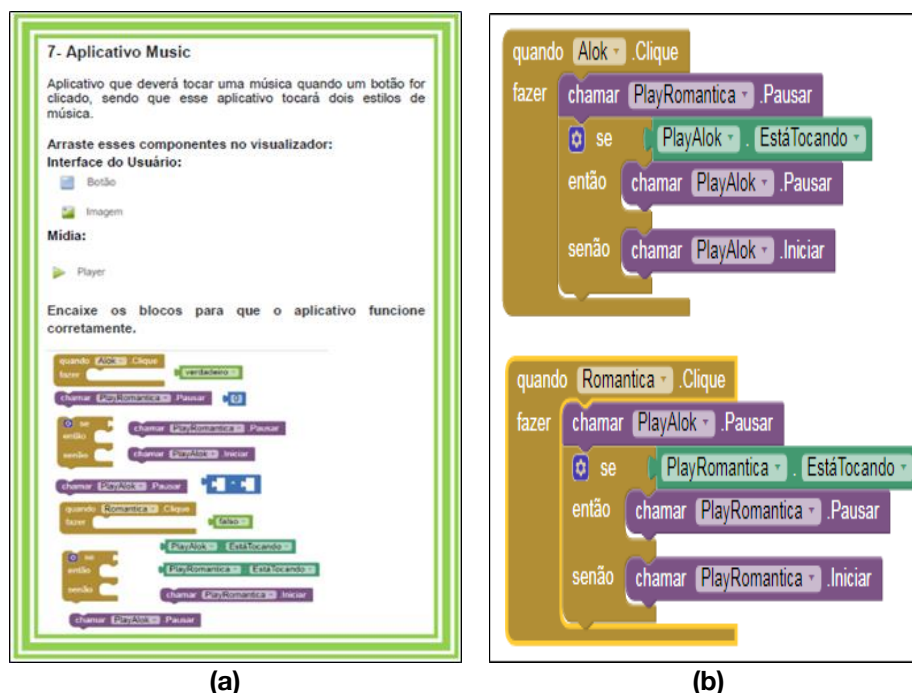 7- Aplicativo Music
Aplicativo que deverá tocar uma música quando um botão for
clicado, sendo que esse aplicativo tocará dois estilos de
música.
Arraste esses componentes no visualizador:
Interface do Usuário:
Botão
Imagem
Mídia:
Player
Encaixe os blocos para que o aplicativo funcione
corretamente.
quando Alok .Clique
fazer
verdadeiro
chamar PlayRomantica .Pausar
0
se
então
senão
chamar PlayRomantica .Pausar
chamar PlayAlok .Iniciar
chamar PlayAlok .Pausar
quando Romantica .Clique
fazer
falso
se
então
senão
PlayAlok . EstáTocando
PlayRomantica . EstáTocando
chamar PlayRomantica .Iniciar
chamar PlayAlok .Pausar
(a)
quando Alok .Clique
fazer chamar PlayRomantica .Pausar
se PlayAlok . EstáTocando
então chamar PlayAlok .Pausar
senão chamar PlayAlok .Iniciar
quando Romantica .Clique
fazer chamar PlayAlok .Pausar
se PlayRomantica . EstáTocando
então chamar PlayRomantica .Pausar
senão chamar PlayRomantica .Iniciar
(b)